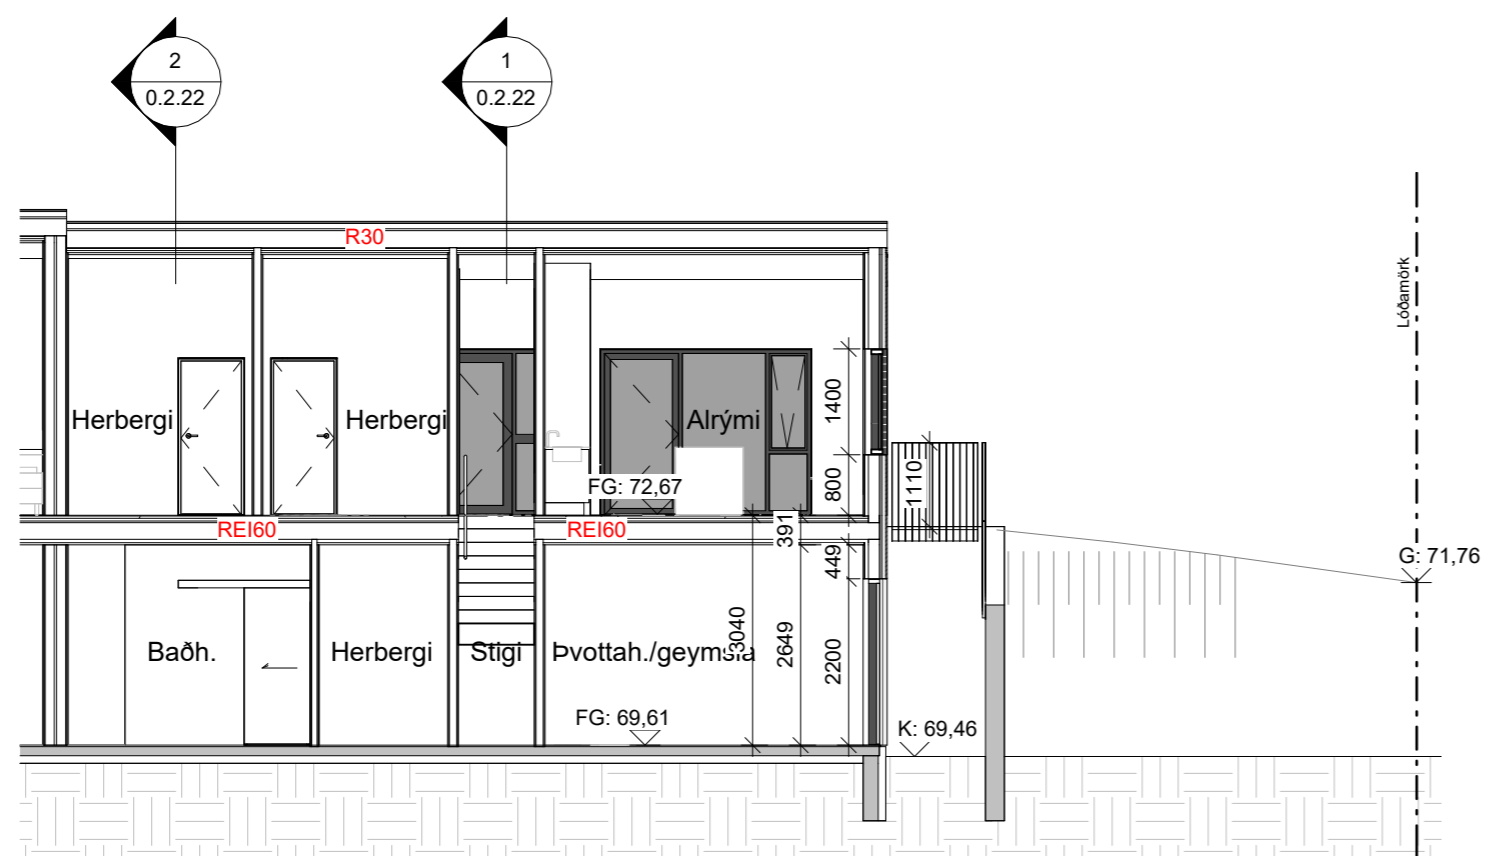 2
0.2.22
1
0.2.22
R30
Lóðamörk
Herbergi
Herbergi
Alrými
1400
800
1110
FG: 72,67
REI60
REI60
391
449
G: 71,76
Baðh.
Herbergi
Stigi
Þvottah./geymsla
3040
2649
2200
FG: 69,61
K: 69,46